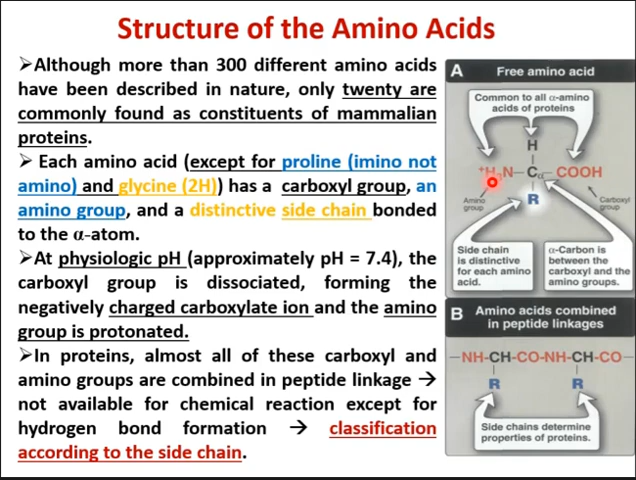 Structure of the Amino Acids
➢Although more than 300 different amino acids
have been described in nature, only twenty are
commonly found as constituents of mammalian
proteins.
➢ Each amino acid (except for proline (imino not
amino) and glycine (2H)) has a carboxyl group, an
amino group, and a distinctive side chain bonded
to the α-atom.
➢At physiologic pH (approximately pH = 7.4), the
carboxyl group is dissociated, forming the
negatively charged carboxylate ion and the amino
group is protonated.
➢In proteins, almost all of these carboxyl and
amino groups are combined in peptide linkage →
not available for chemical reaction except for
hydrogen bond formation → classification
according to the side chain.
A Free amino acid
Common to all α-amino
acids of proteins
H
+H3N–Cα–COOH
Amino
group
R
Carboxyl
group
Side chain
is distinctive
for each amino
acid.
α-Carbon is
between the
carboxyl and the
amino groups.
B Amino acids combined
in peptide linkages
–NH-CH-CO-NH-CH-CO–
R R
Side chains determine
properties of proteins.